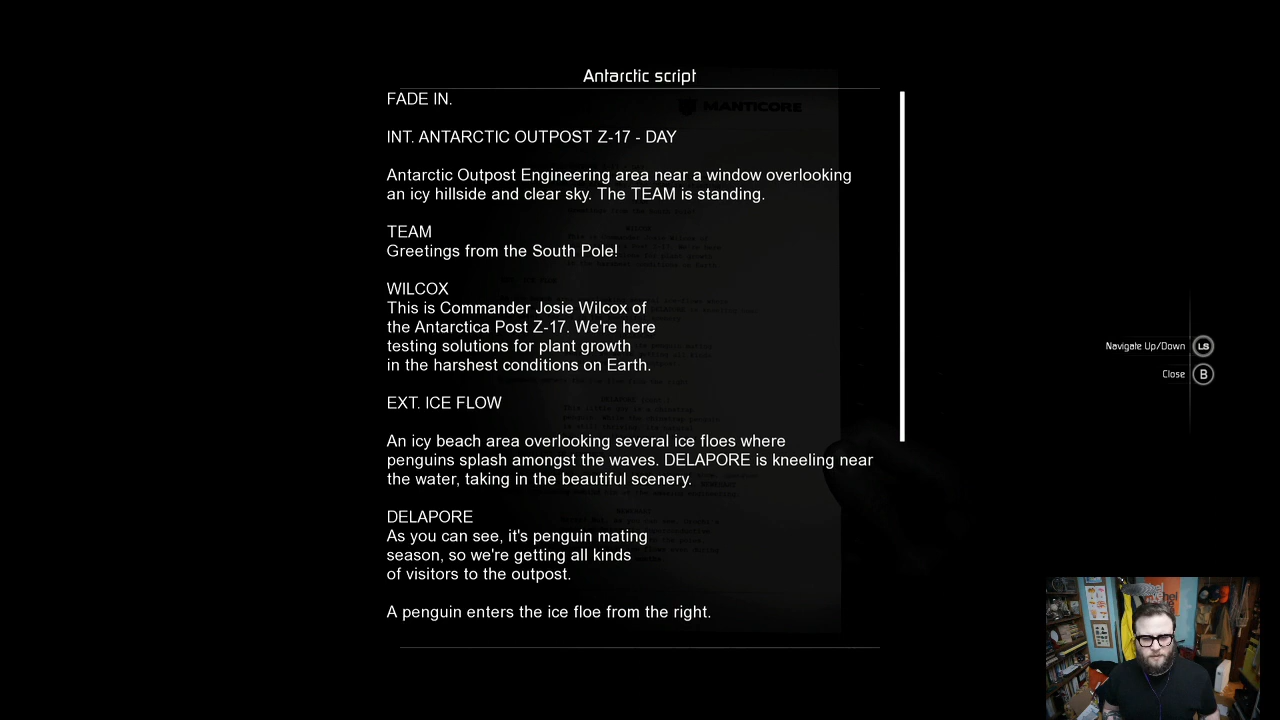 Antarctic script
MANTICORE
FADE IN.
INT. ANTARCTIC OUTPOST Z-17 - DAY
Antarctic Outpost Engineering area near a window overlooking
an icy hillside and clear sky. The TEAM is standing.
TEAM
Greetings from the South Pole!
WILCOX
This is Commander Josie Wilcox of
the Antarctica Post Z-17. We're here
testing solutions for plant growth
in the harshest conditions on Earth.
EXT. ICE FLOW
An icy beach area overlooking several ice floes where
penguins splash amongst the waves. DELAPORE is kneeling near
the water, taking in the beautiful scenery.
DELAPORE
As you can see, it's penguin mating
season, so we're getting all kinds
of visitors to the outpost.
A penguin enters the ice floe from the right.
Navigate Up/Down LS
Close B